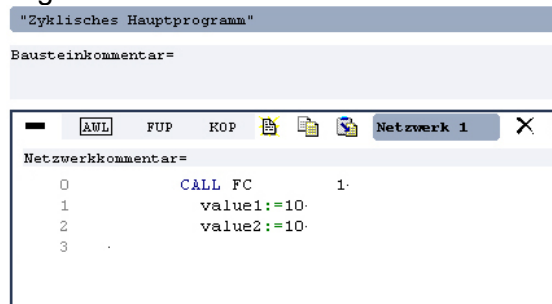 "Zyklisches Hauptprogramm"
Bausteinkommentar=
AWL FUP KOP Netzwerk 1
Netzwerkkommentar=
0 CALL FC 1
1 value1:=10
2 value2:=10
3